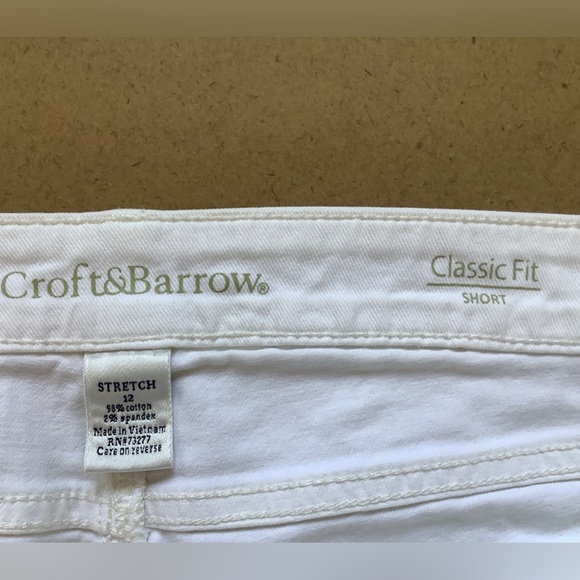 Croft&Barrow®
Classic Fit
SHORT
STRETCH
12
98% cotton
2% spandex
Made in Vietnam
RN#73277
Care on reverse